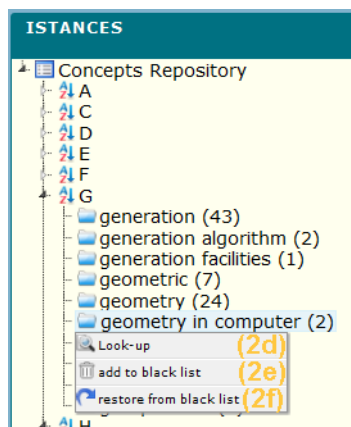 ISTANCES
Concepts Repository
A
C
D
E
F
G
generation (43)
generation algorithm (2)
generation facilities (1)
geometric (7)
geometry (24)
geometry in computer (2)
Look-up (2d)
add to black list (2e)
restore from black list (2f)
H